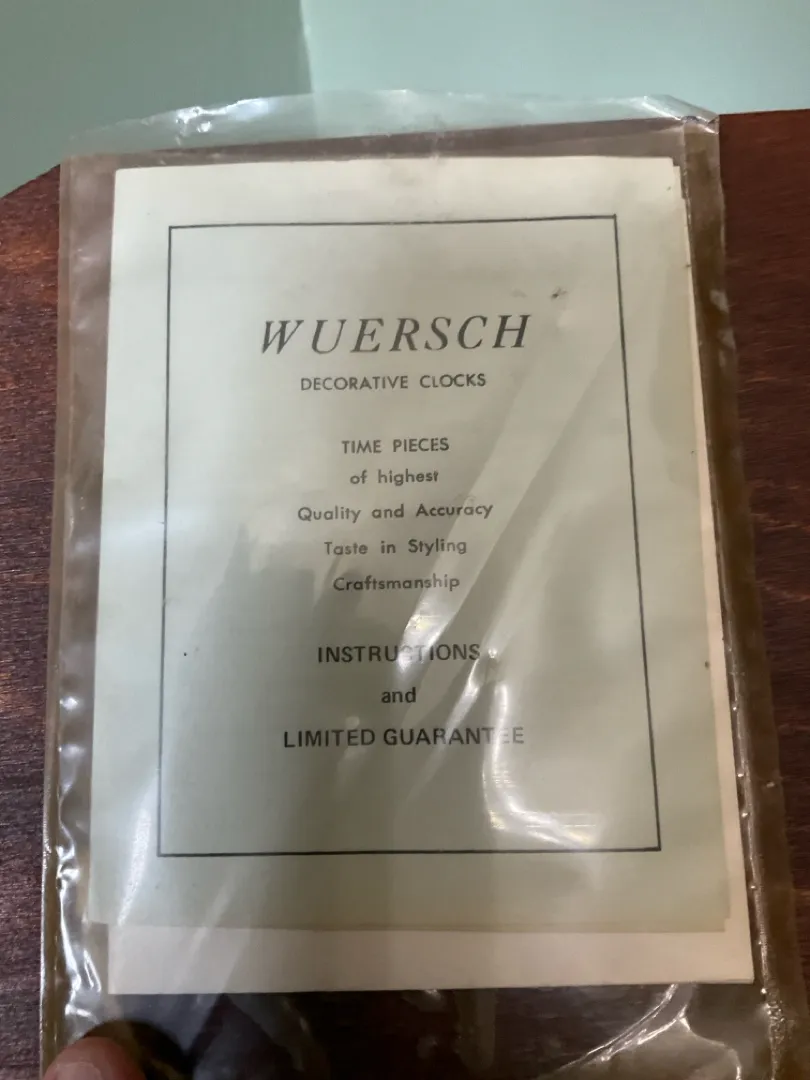 WUERSCH
DECORATIVE CLOCKS
TIME PIECES
of highest
Quality and Accuracy
Taste in Styling
Craftsmanship
INSTRUCTIONS
and
LIMITED GUARANTEE